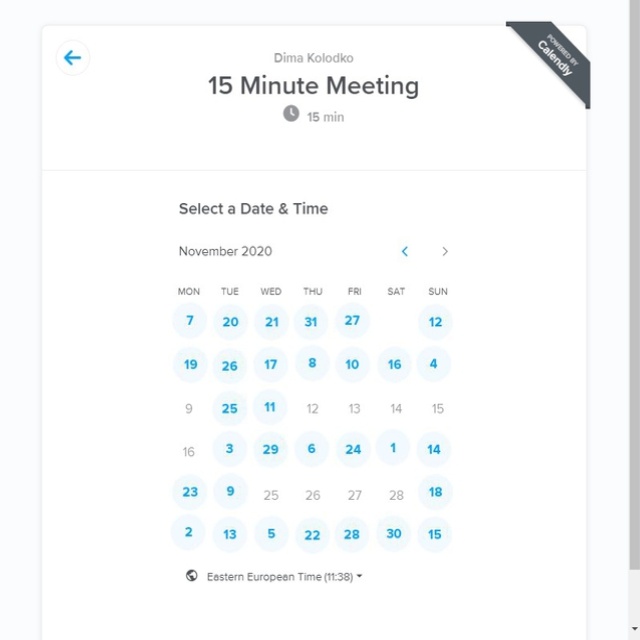 Dima Kolodko
15 Minute Meeting
15 min
POWERED BY
Calendly
Select a Date & Time
November 2020
MON TUE WED THU FRI SAT SUN
7 20 21 31 27 12
19 26 17 8 10 16 4
9 25 11 12 13 14 15
16 3 29 6 24 1 14
23 9 25 26 27 28 18
2 13 5 22 28 30 15
Eastern European Time (11:38)